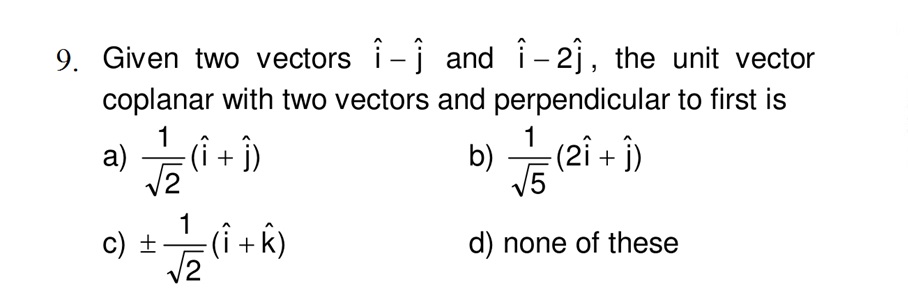 9. Given two vectors î – ĵ and î – 2ĵ, the unit vector
coplanar with two vectors and perpendicular to first is
a) 1/√2 (î + ĵ) b) 1/√5 (2î + ĵ)
c) ± 1/√2 (î + k̂) d) none of these